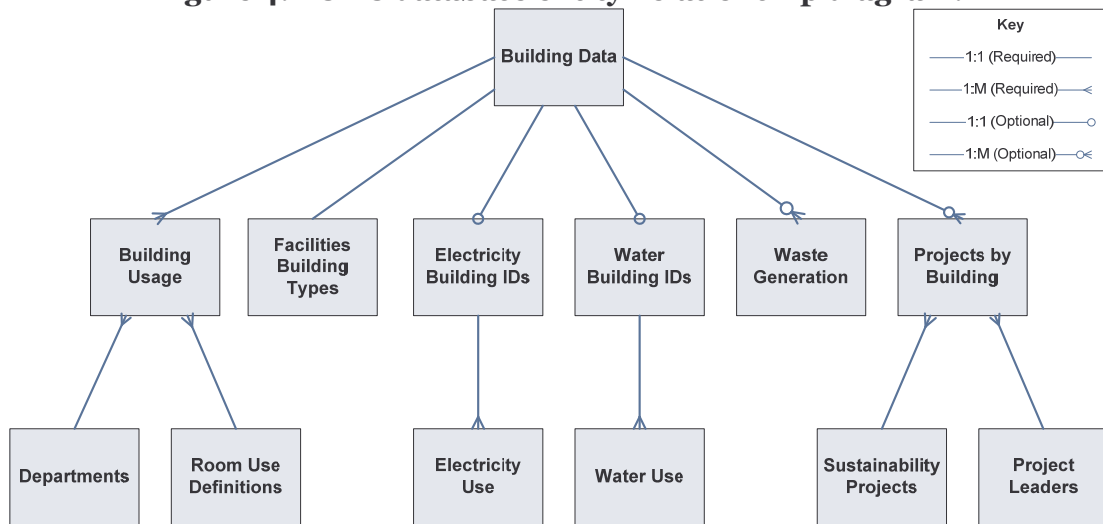 Building Data
Key
1:1 (Required)
1:M (Required)
1:1 (Optional)
1:M (Optional)
Building
Usage
Facilities
Building
Types
Electricity
Building IDs
Water
Building IDs
Waste
Generation
Projects by
Building
Departments
Room Use
Definitions
Electricity
Use
Water Use
Sustainability
Projects
Project
Leaders